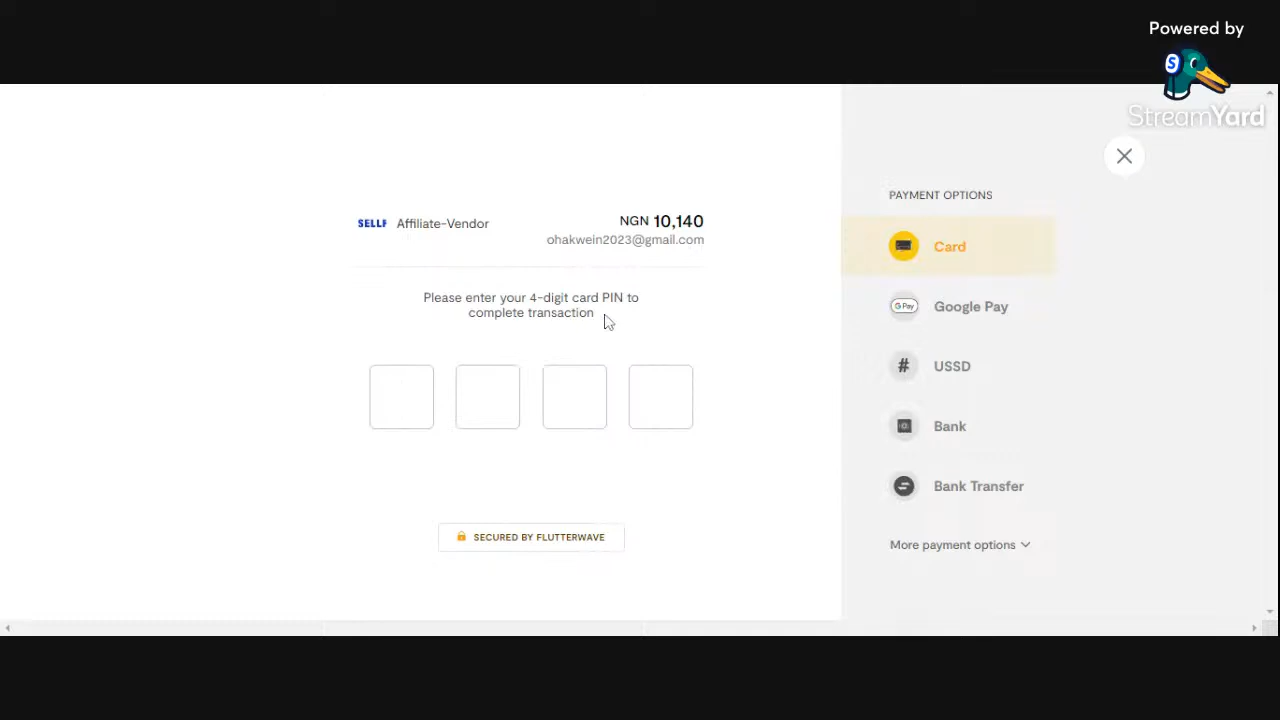 Powered by
StreamYard
SELLF Affiliate-Vendor
NGN 10,140
ohakwein2023@gmail.com
Please enter your 4-digit card PIN to
complete transaction
SECURED BY FLUTTERWAVE
PAYMENT OPTIONS
Card
G Pay Google Pay
# USSD
Bank
Bank Transfer
More payment options